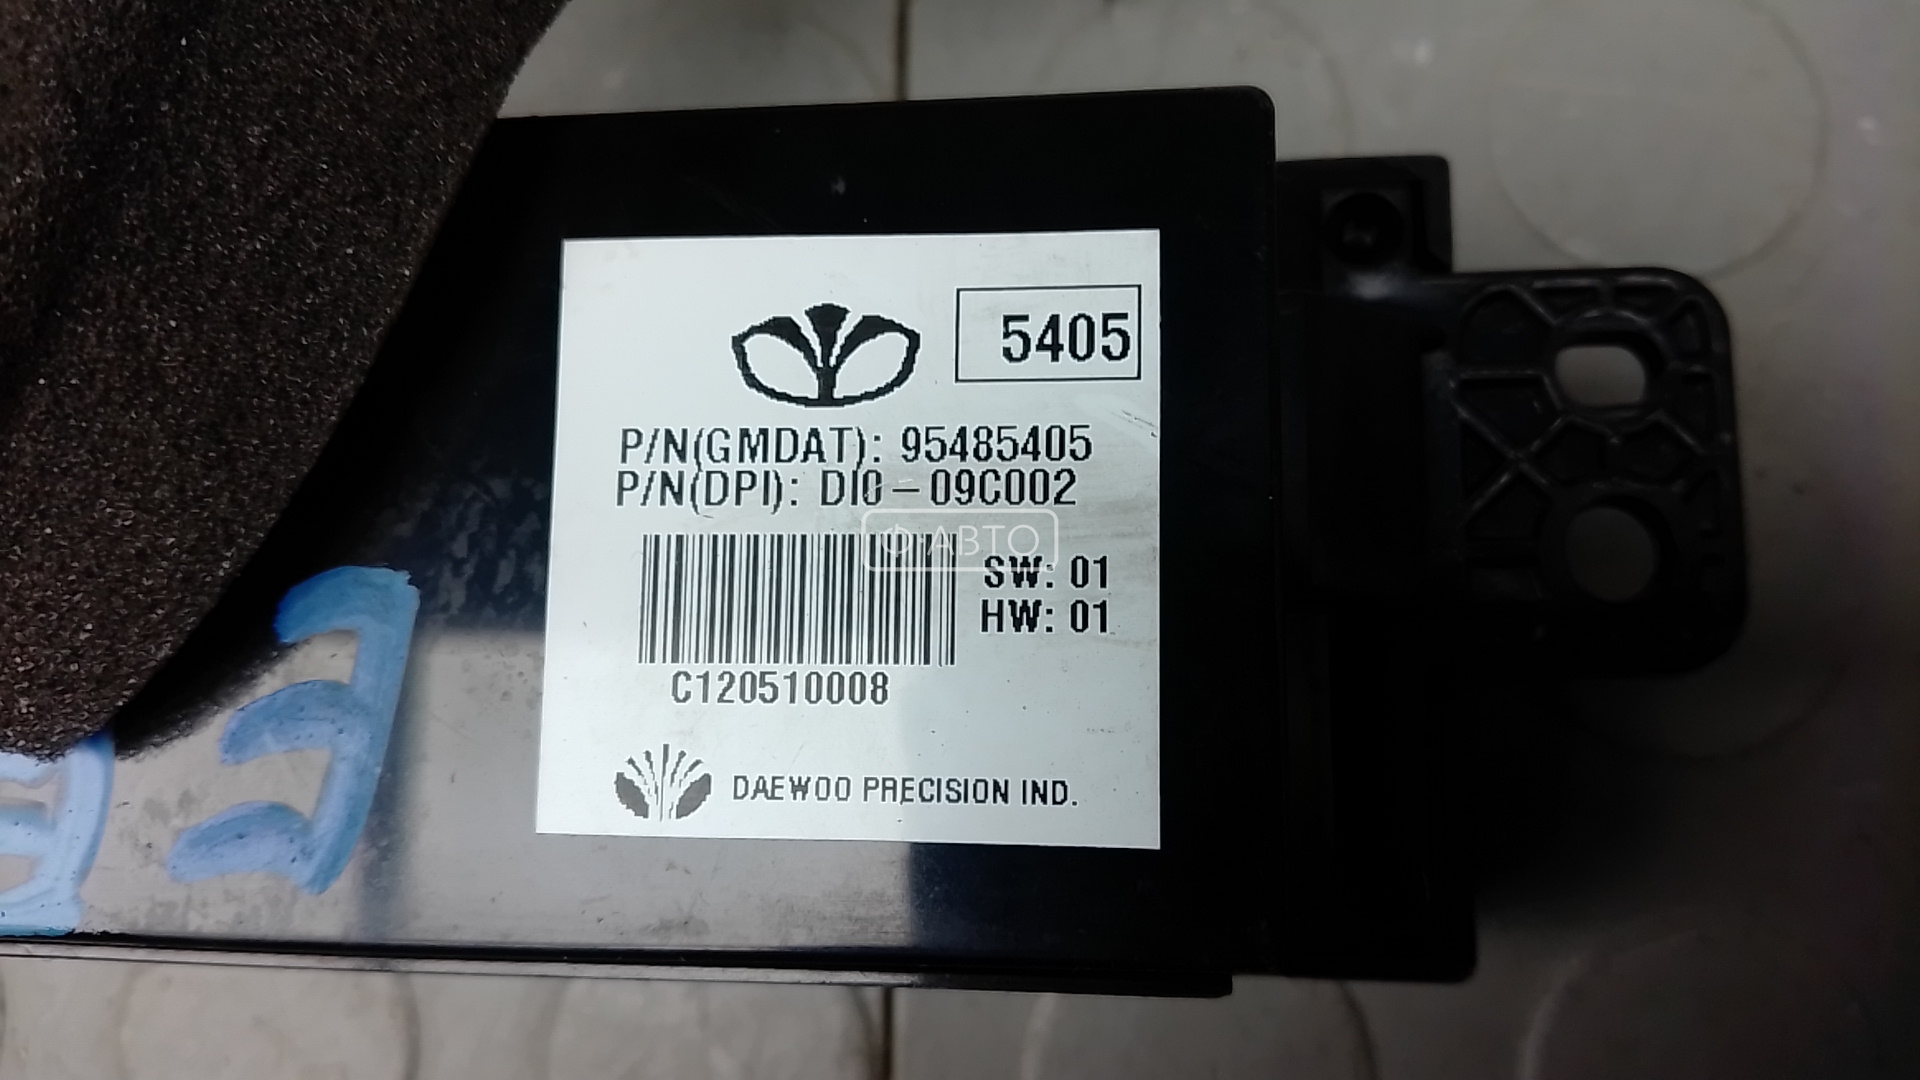 5405
P/N(GMDAT): 95485405
P/N(DPI): DI0-09C002
Ф·АВТО
SW: 01
HW: 01
C120510008
DAEWOO PRECISION IND.